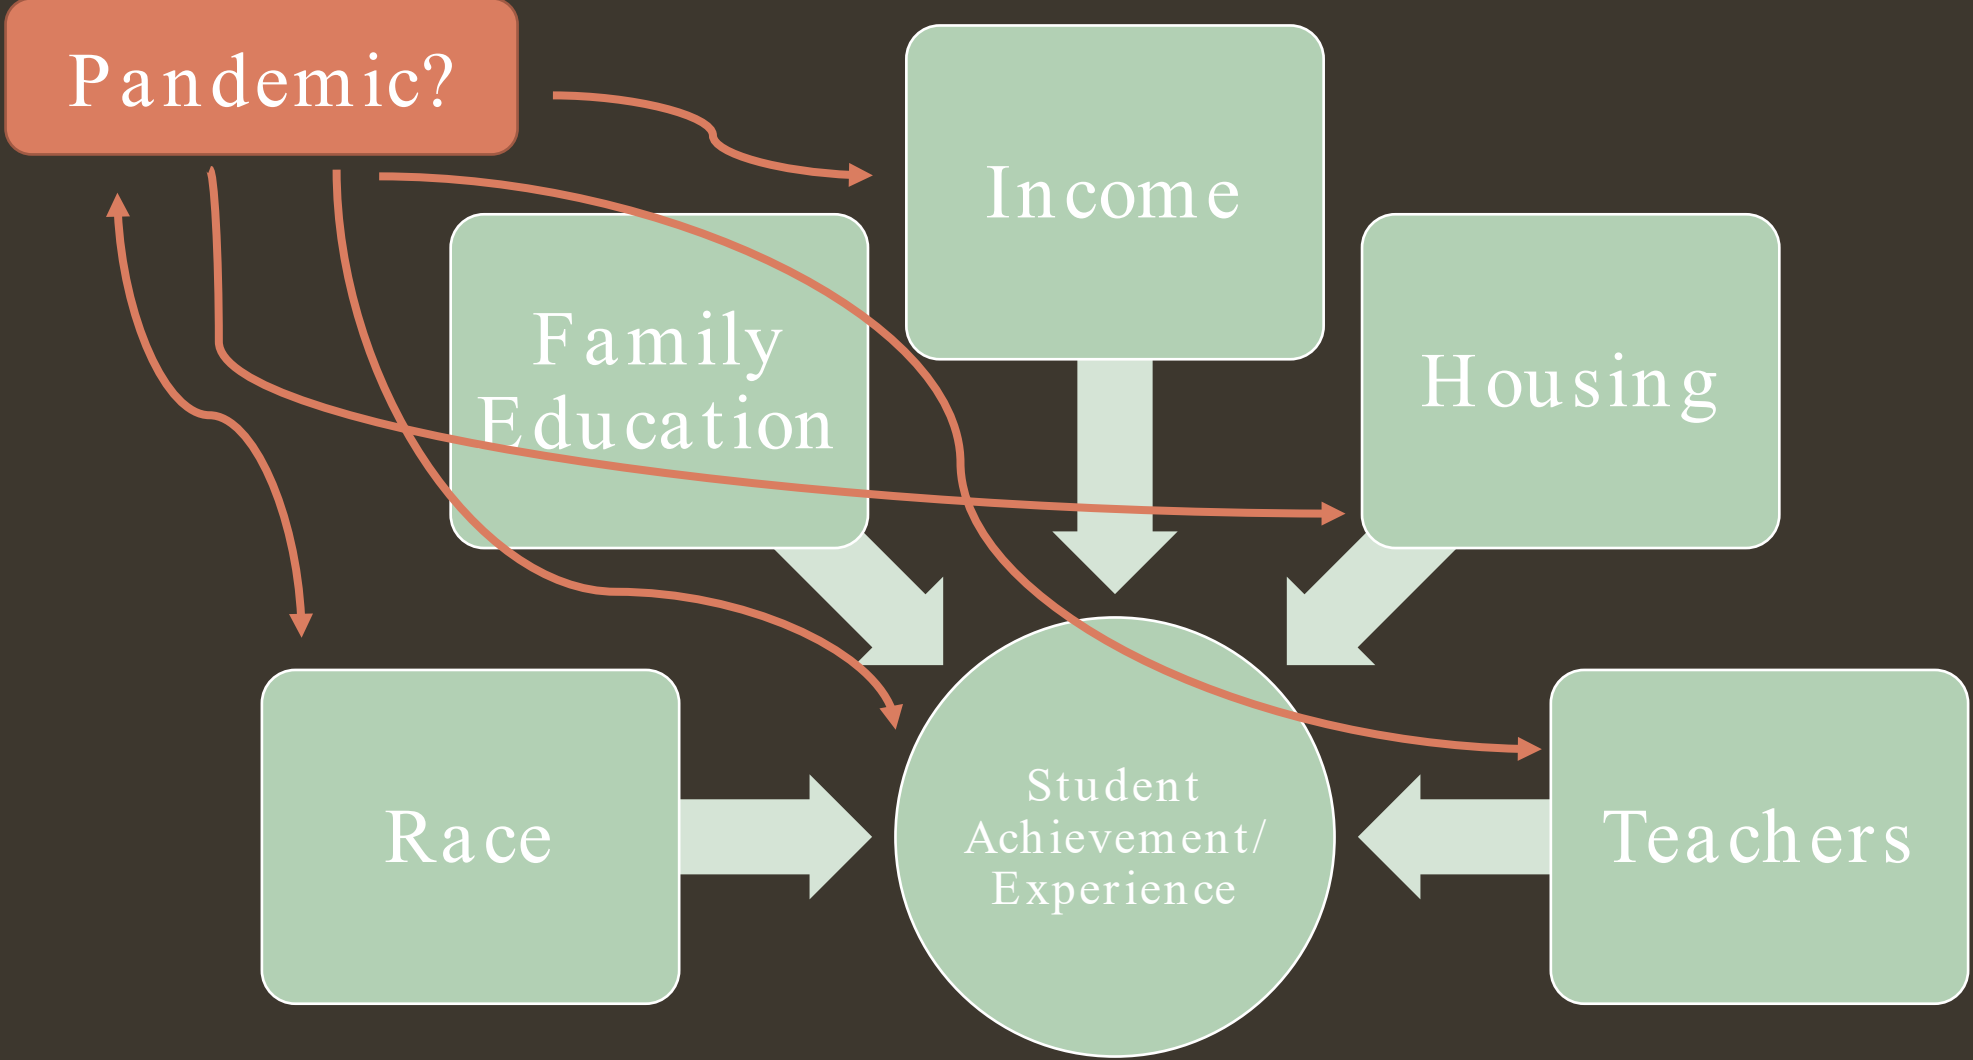 Pandemic?
Income
Family
Education
Housing
Race
Student
Achievement/
Experience
Teachers